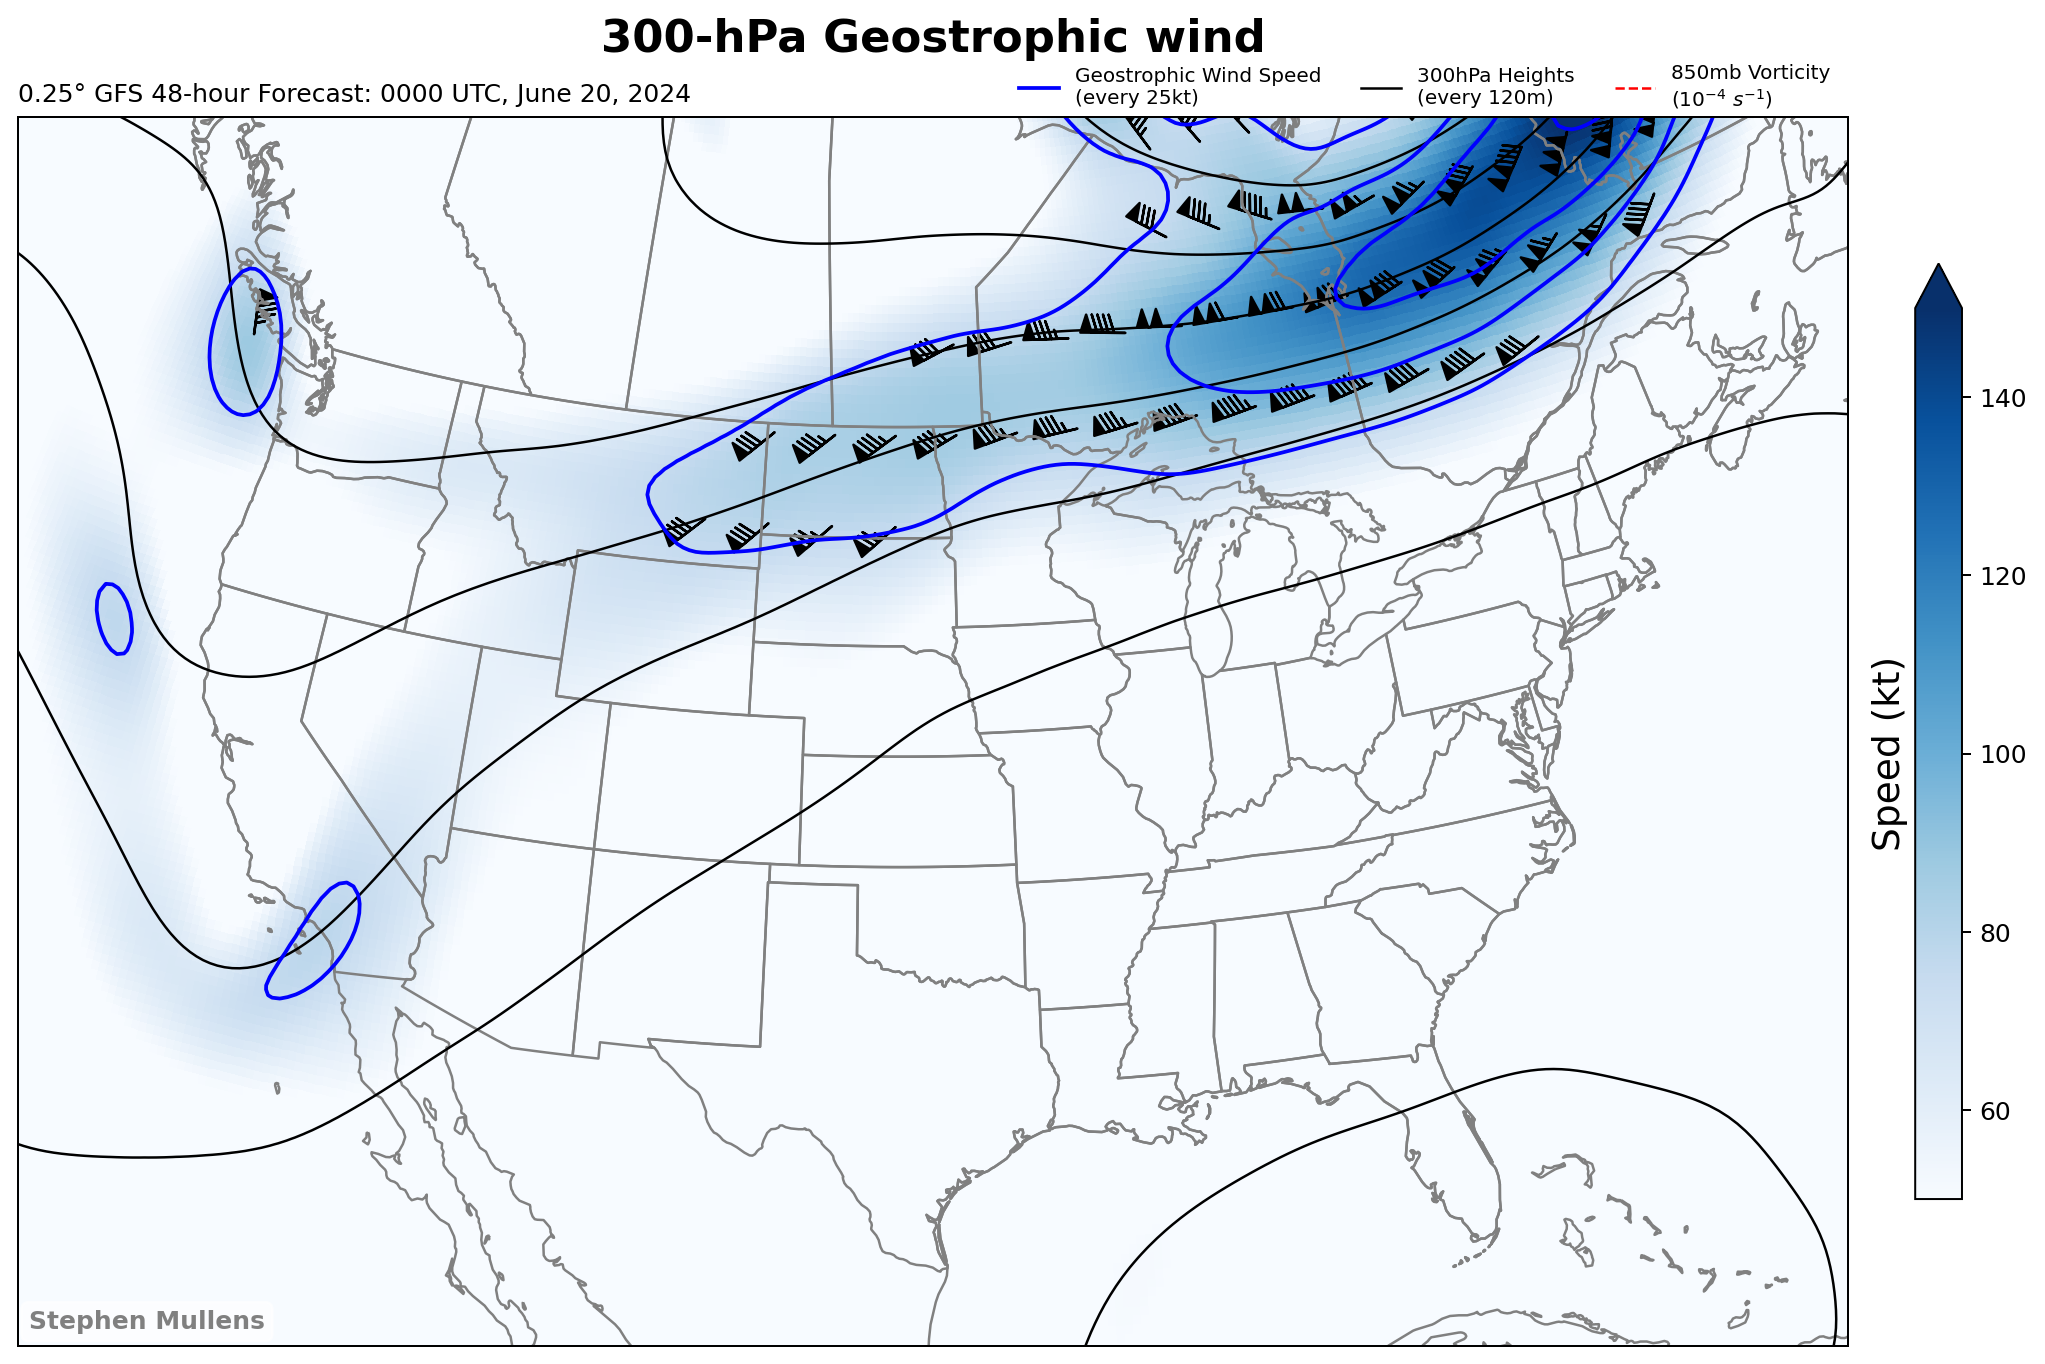 300-hPa Geostrophic wind
0.25° GFS 48-hour Forecast: 0000 UTC, June 20, 2024
Geostrophic Wind Speed
(every 25kt)
300hPa Heights
(every 120m)
850mb Vorticity
(10⁻⁴ s⁻¹)
140
120
100
80
60
Speed (kt)
Stephen Mullens